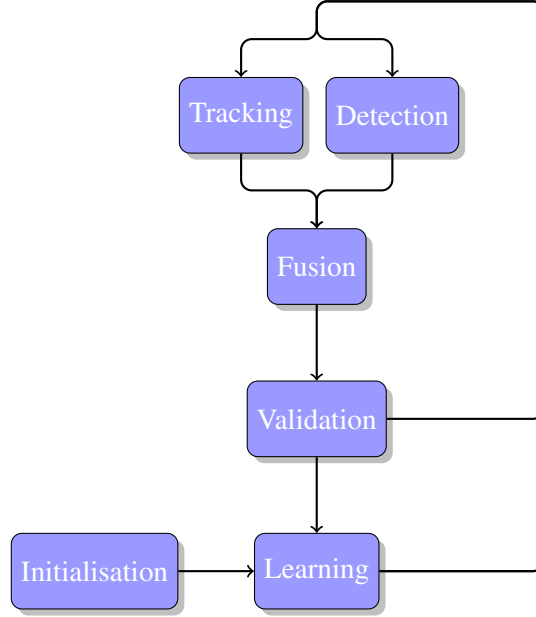 Tracking
Detection
Fusion
Validation
Initialisation
Learning